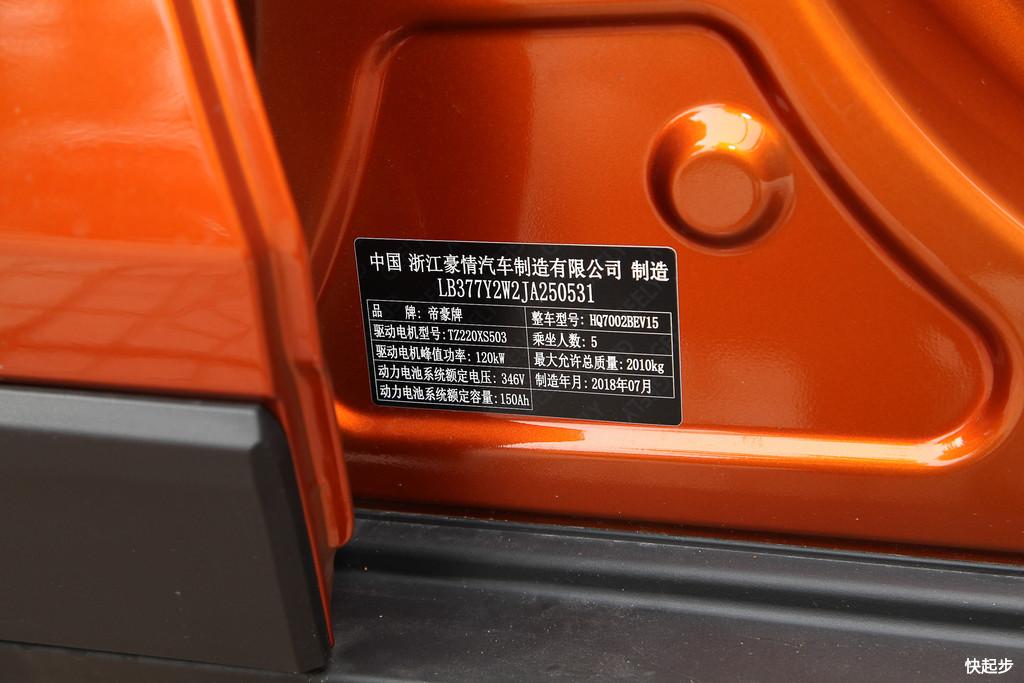 中国 浙江豪情汽车制造有限公司 制造
LB377Y2W2JA250531
品 牌: 帝豪牌 整车型号: HQ7002BEV15
驱动电机型号: TZ220XS503 乘坐人数: 5
驱动电机峰值功率: 120kW 最大允许总质量: 2010kg
动力电池系统额定电压: 346V 制造年月: 2018年07月
动力电池系统额定容量: 150Ah
快起步